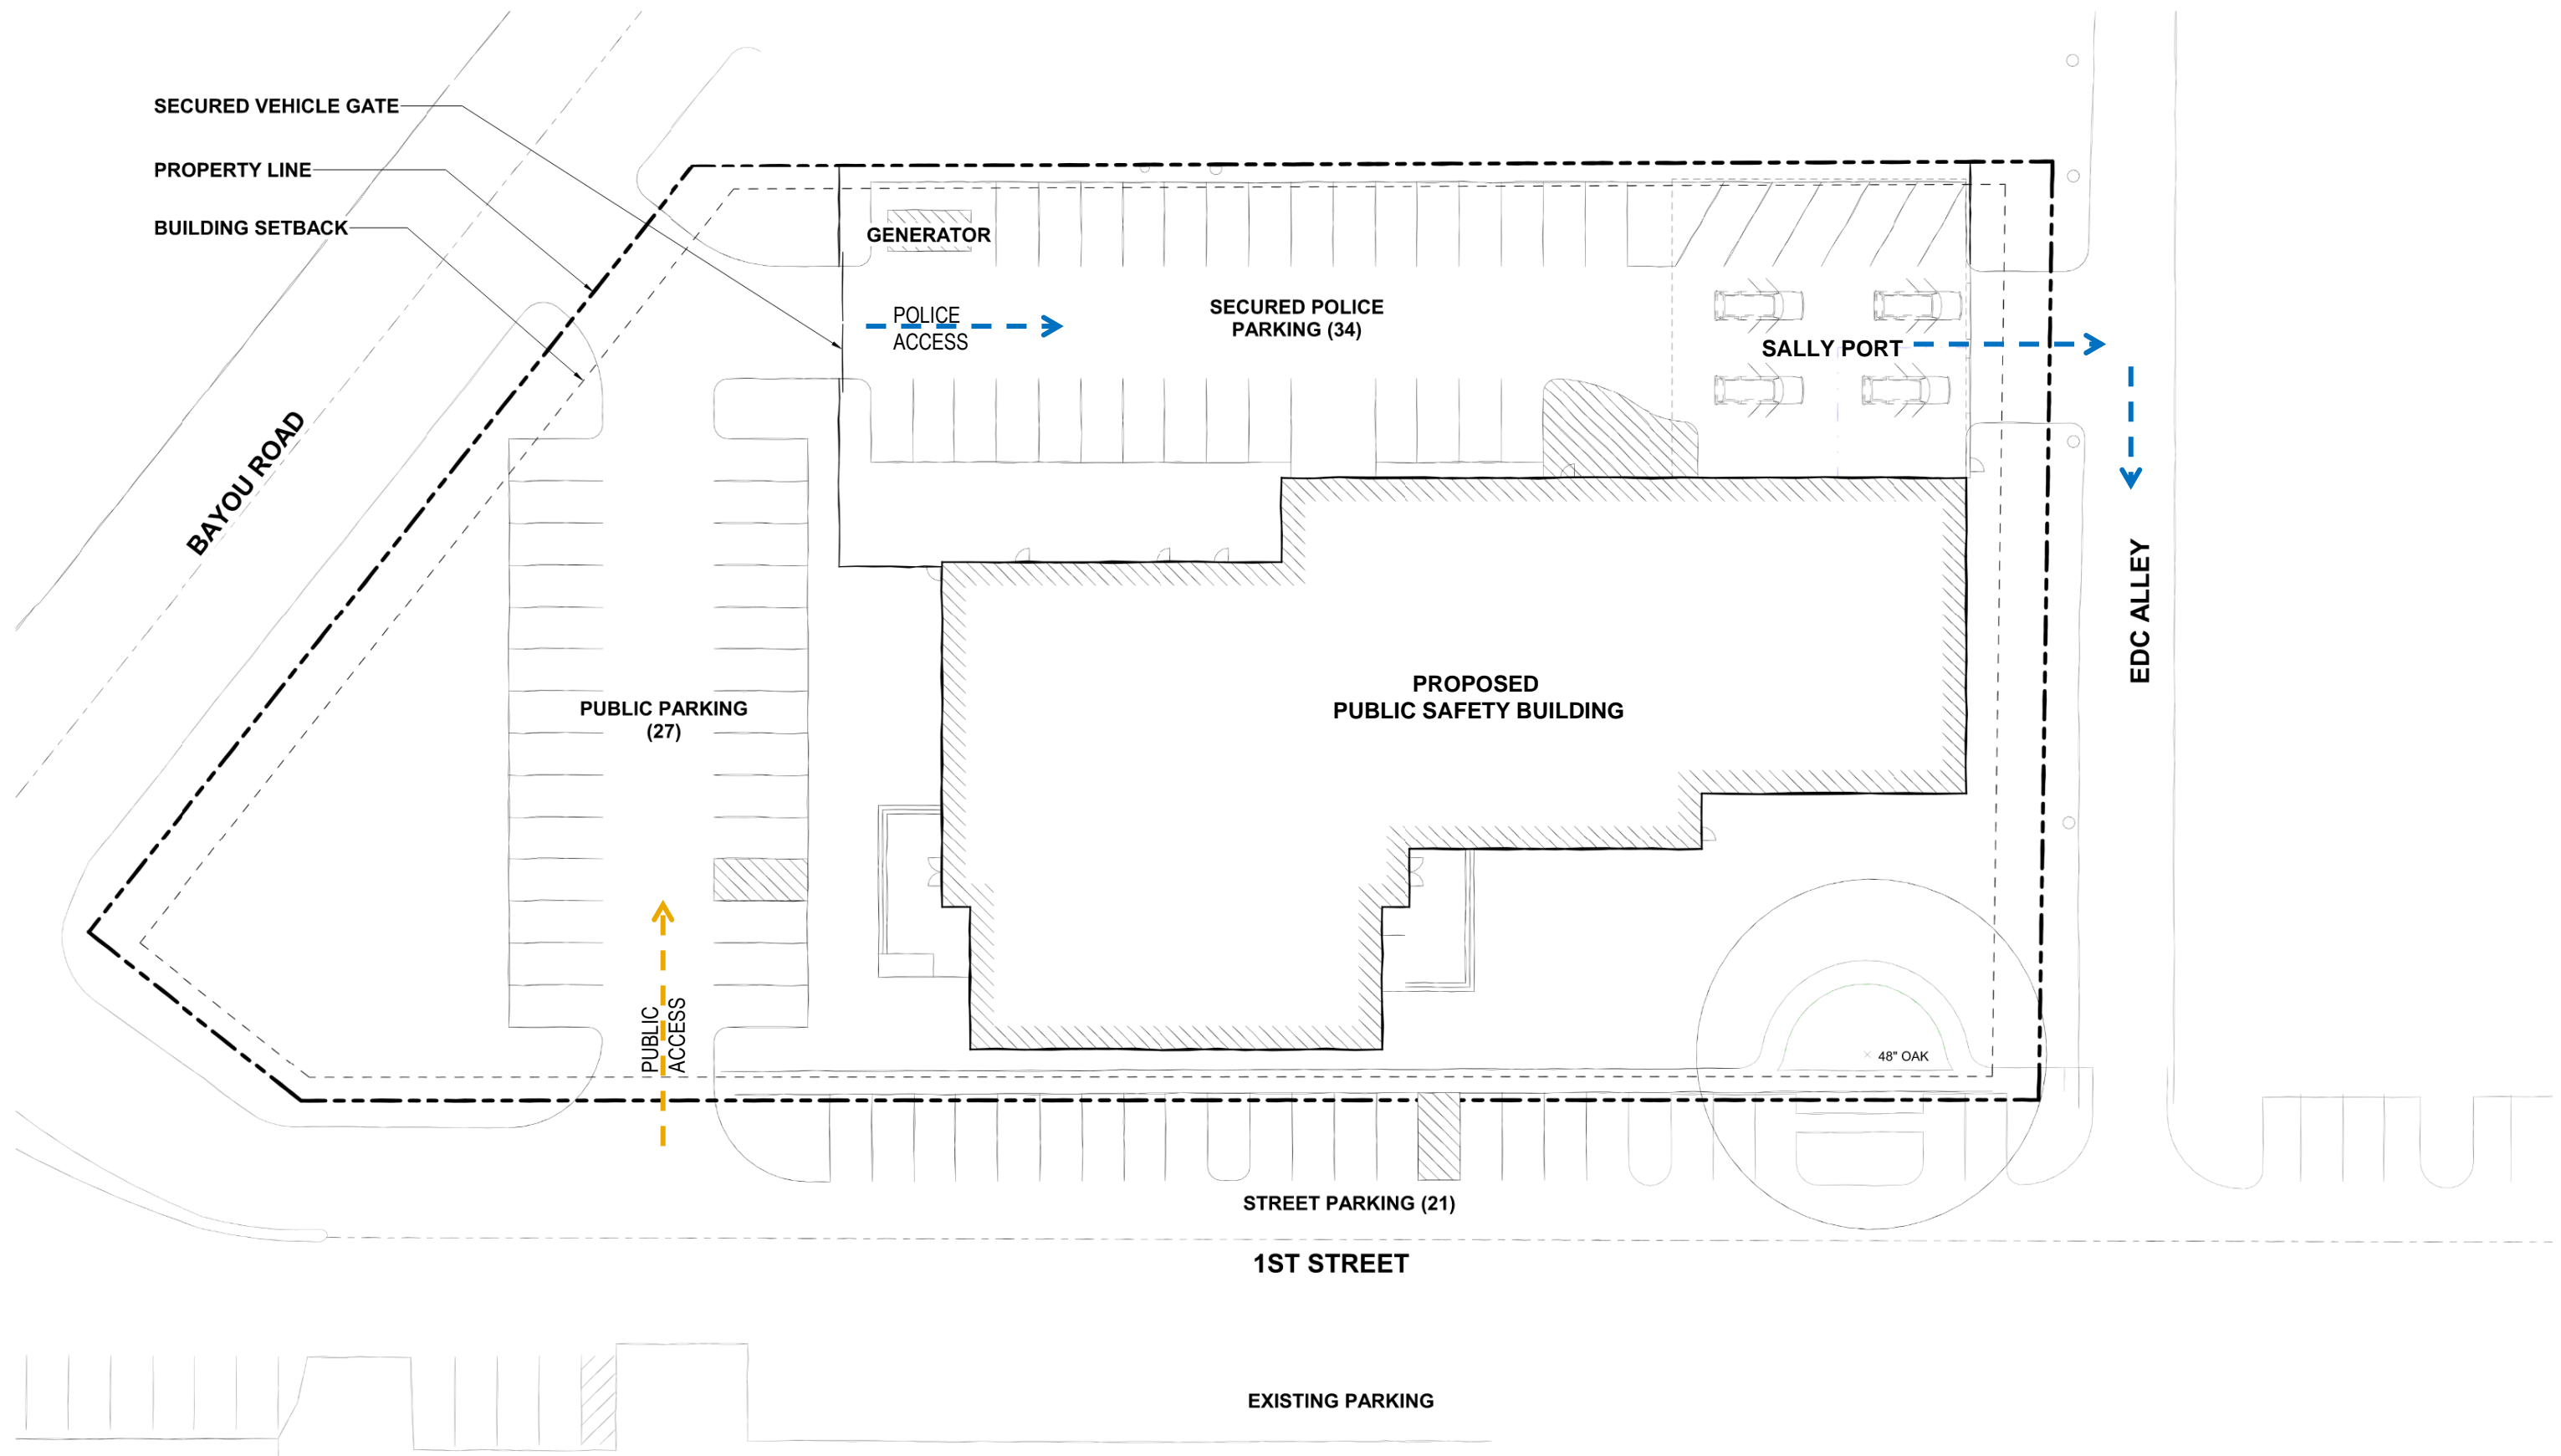 SECURED VEHICLE GATE
PROPERTY LINE
BUILDING SETBACK
GENERATOR
POLICE
ACCESS
SECURED POLICE
PARKING (34)
SALLY PORT
BAYOU ROAD
EDC ALLEY
PROPOSED
PUBLIC SAFETY BUILDING
PUBLIC PARKING
(27)
PUBLIC
ACCESS
48" OAK
STREET PARKING (21)
1ST STREET
EXISTING PARKING